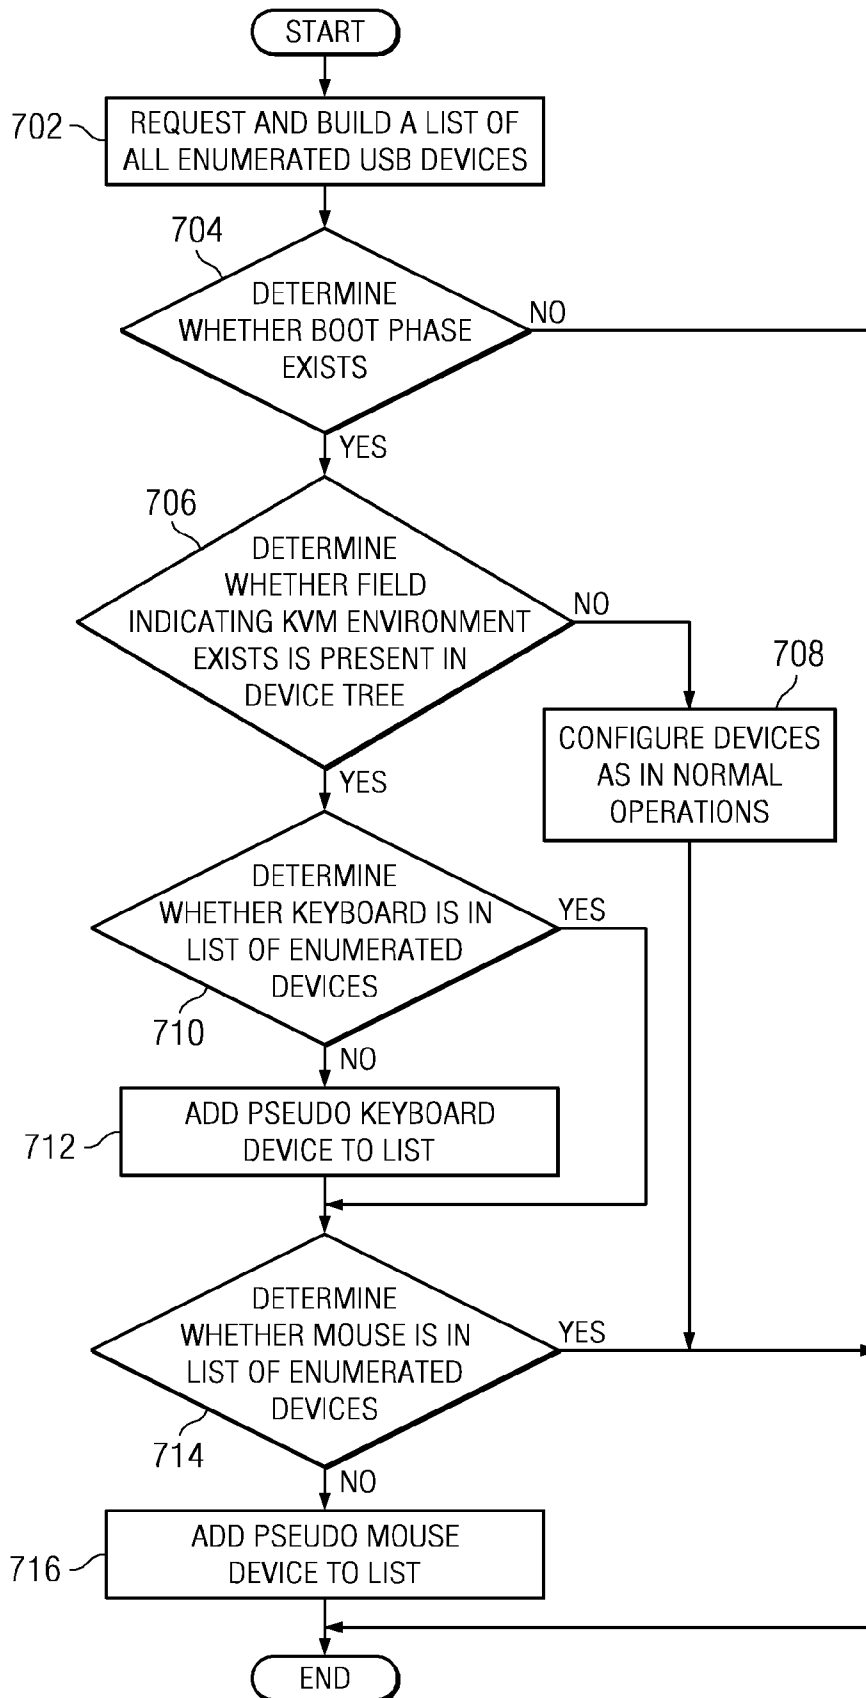 START
702
REQUEST AND BUILD A LIST OF
ALL ENUMERATED USB DEVICES
704
DETERMINE
WHETHER BOOT PHASE
EXISTS
NO
YES
706
DETERMINE
WHETHER FIELD
INDICATING KVM ENVIRONMENT
EXISTS IS PRESENT IN
DEVICE TREE
NO
YES
708
CONFIGURE DEVICES
AS IN NORMAL
OPERATIONS
DETERMINE
WHETHER KEYBOARD IS IN
LIST OF ENUMERATED
DEVICES
YES
710
NO
712
ADD PSEUDO KEYBOARD
DEVICE TO LIST
DETERMINE
WHETHER MOUSE IS IN
LIST OF ENUMERATED
DEVICES
YES
714
NO
716
ADD PSEUDO MOUSE
DEVICE TO LIST
END